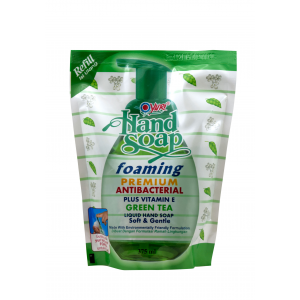 Refill
Yuri
Hand
Soap
foaming
PREMIUM
ANTIBACTERIAL
PLUS VITAMIN E
GREEN TEA
LIQUID HAND SOAP
Soft & Gentle